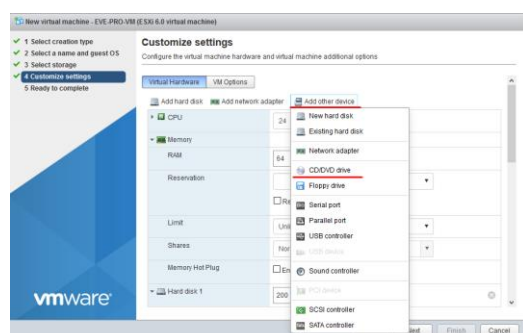 New virtual machine - EVE-PRO-VM (ESXi 6.0 virtual machine)
1 Select creation type
2 Select a name and guest OS
3 Select storage
4 Customize settings
5 Ready to complete
Customize settings
Configure the virtual machine hardware and virtual machine additional options
Virtual Hardware VM Options
Add hard disk Add network adapter Add other device
CPU 24
Memory
RAM 64
Reservation
Limit
Shares
Memory Hot Plug
Hard disk 1 200
New hard disk
Existing hard disk
Network adapter
CD/DVD drive
Floppy drive
Serial port
Parallel port
USB controller
USB device
Sound controller
PCI device
SCSI controller
SATA controller
vmware
Finish Cancel